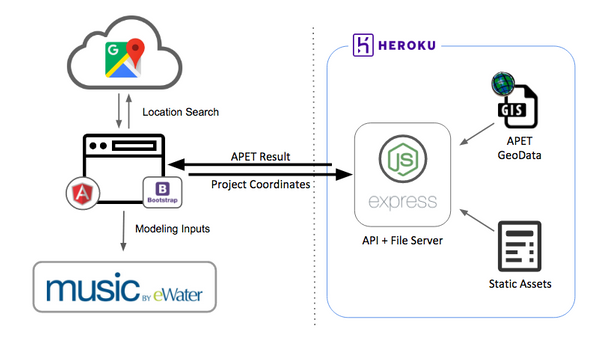 G
HEROKU
Location Search
GIS
APET
GeoData
APET Result
Project Coordinates
JS
express
API + File Server
A
B
Bootstrap
Modeling Inputs
music BY eWater
Static Assets